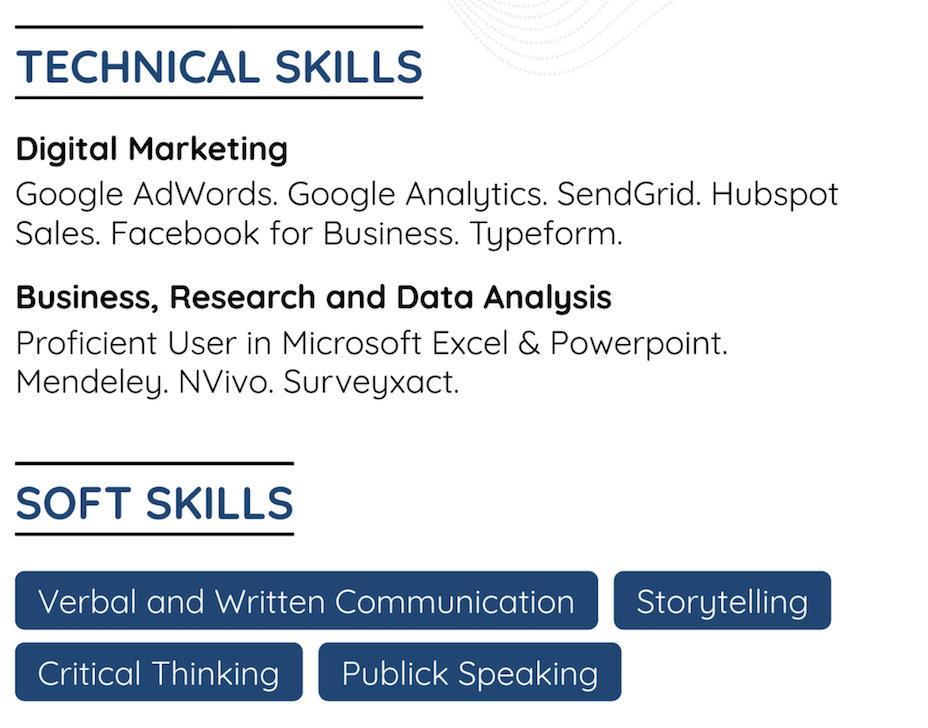 TECHNICAL SKILLS
Digital Marketing
Google AdWords. Google Analytics. SendGrid. Hubspot
Sales. Facebook for Business. Typeform.
Business, Research and Data Analysis
Proficient User in Microsoft Excel & Powerpoint.
Mendeley. NVivo. Surveyxact.
SOFT SKILLS
Verbal and Written Communication Storytelling
Critical Thinking Publick Speaking